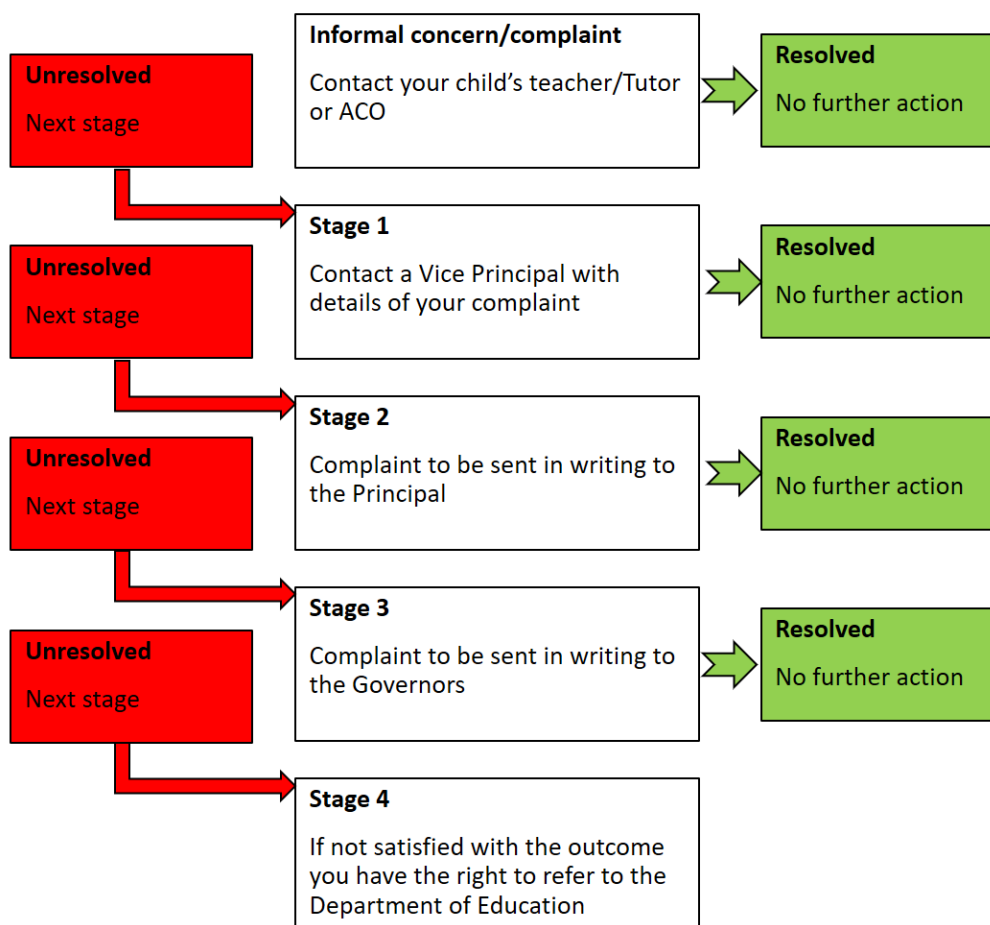 Informal concern/complaint
Contact your child’s teacher/Tutor
or ACO
Resolved
No further action
Unresolved
Next stage
Stage 1
Contact a Vice Principal with
details of your complaint
Resolved
No further action
Unresolved
Next stage
Stage 2
Complaint to be sent in writing to
the Principal
Resolved
No further action
Unresolved
Next stage
Stage 3
Complaint to be sent in writing to
the Governors
Resolved
No further action
Unresolved
Next stage
Stage 4
If not satisfied with the outcome
you have the right to refer to the
Department of Education